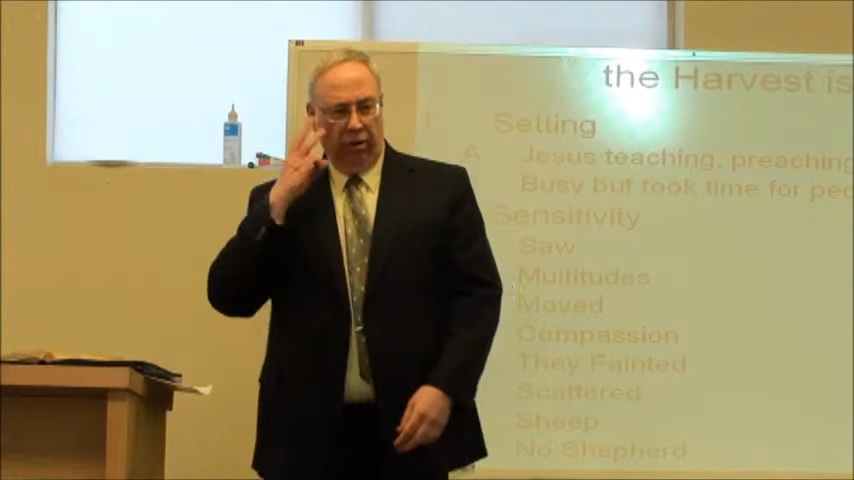 the Harvest is
I Setting
A Jesus teaching, preaching
Busy but took time for peo
Sensitivity
Saw
Multitudes
Moved
Compassion
They Fainted
Scattered
Sheep
No Shepherd